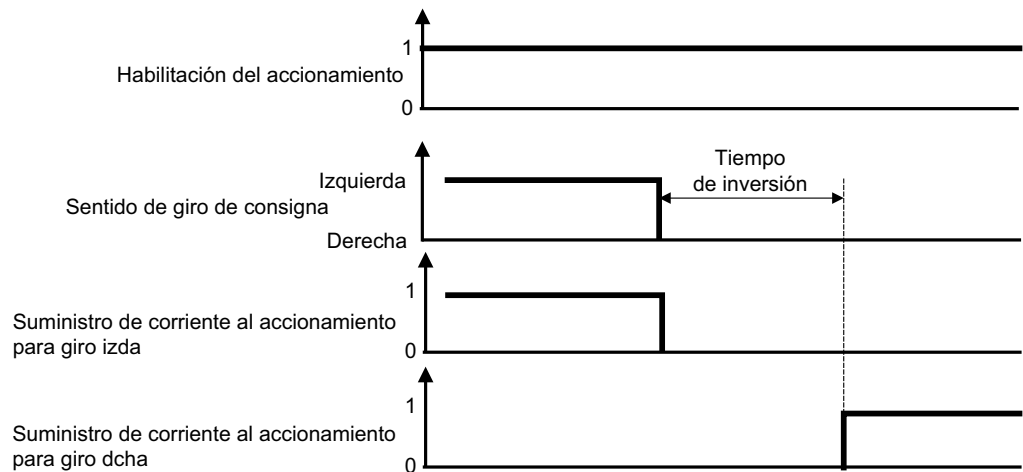 1
Habilitación del accionamiento
0
Tiempo
de inversión
Izquierda
Sentido de giro de consigna
Derecha
1
Suministro de corriente al accionamiento
para giro izda
0
1
Suministro de corriente al accionamiento
para giro dcha
0